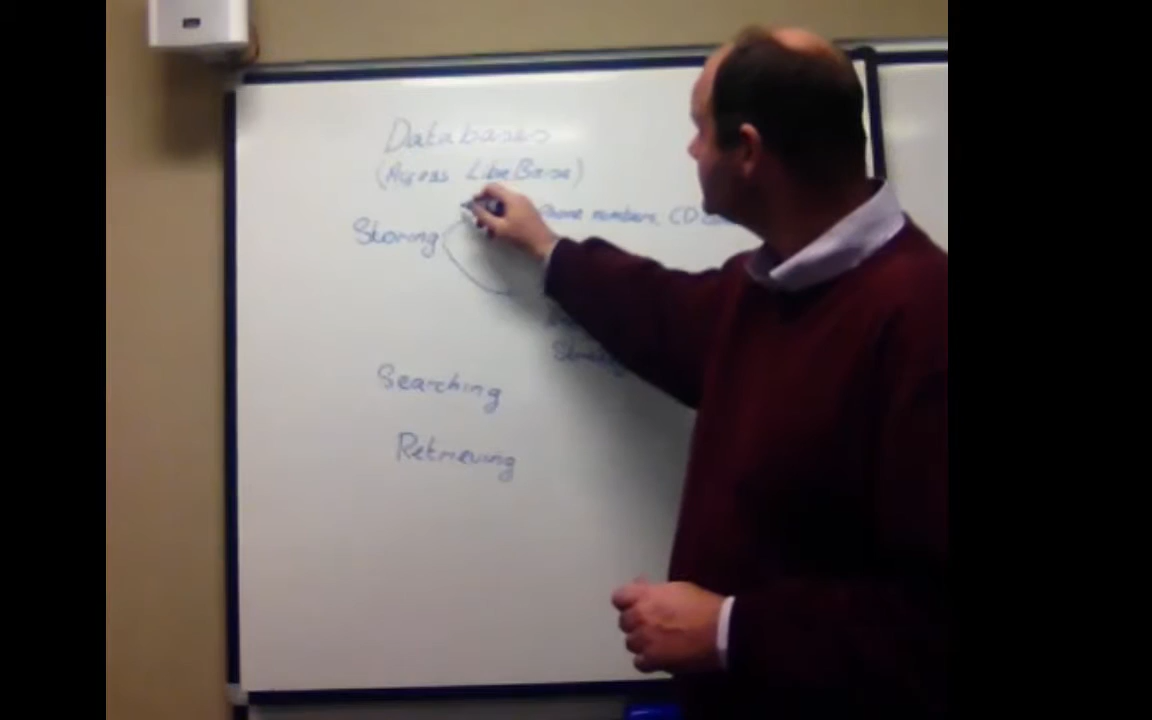 Databases
(Access LibreBase)
Phone numbers, CD
Storing
Searching
Retrieving